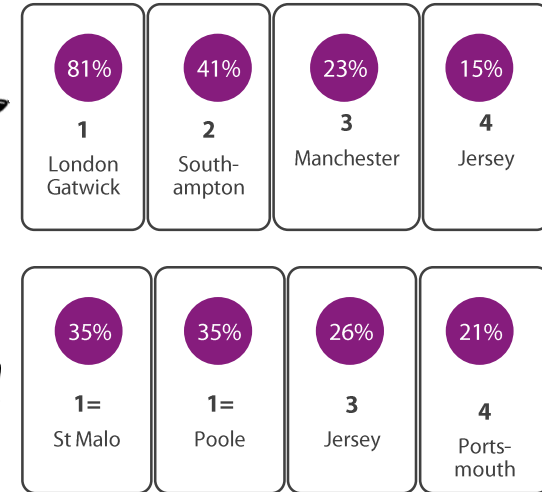 81%
1
London
Gatwick
41%
2
South-
ampton
23%
3
Manchester
15%
4
Jersey
35%
1=
St Malo
35%
1=
Poole
26%
3
Jersey
21%
4
Ports-
mouth